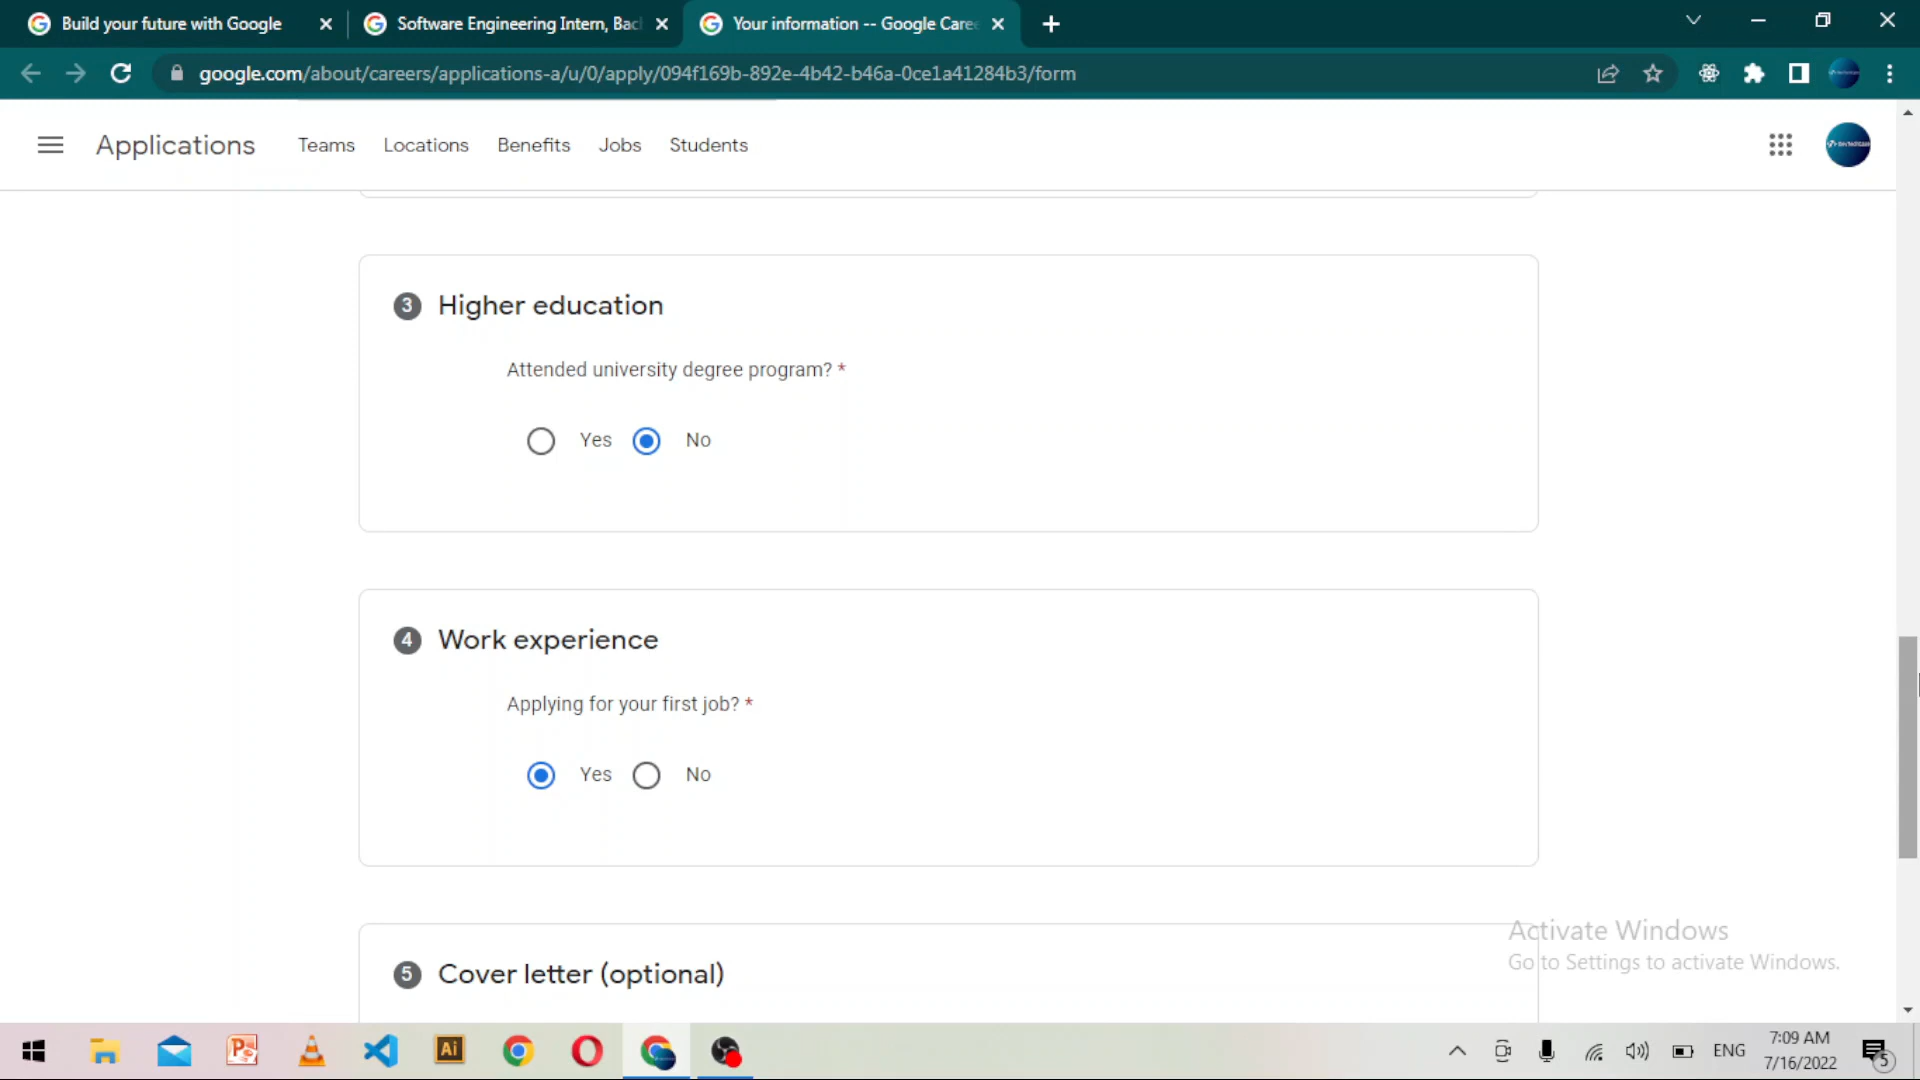 Build your future with Google
Software Engineering Intern, Bac
Your information -- Google Caree
google.com/about/careers/applications-a/u/0/apply/094f169b-892e-4b42-b46a-0ce1a41284b3/form
Applications
Teams
Locations
Benefits
Jobs
Students
3 Higher education
Attended university degree program? *
Yes
No
4 Work experience
Applying for your first job? *
Yes
No
Activate Windows
Go to Settings to activate Windows.
5 Cover letter (optional)
Ai
ENG
7:09 AM
7/16/2022
5